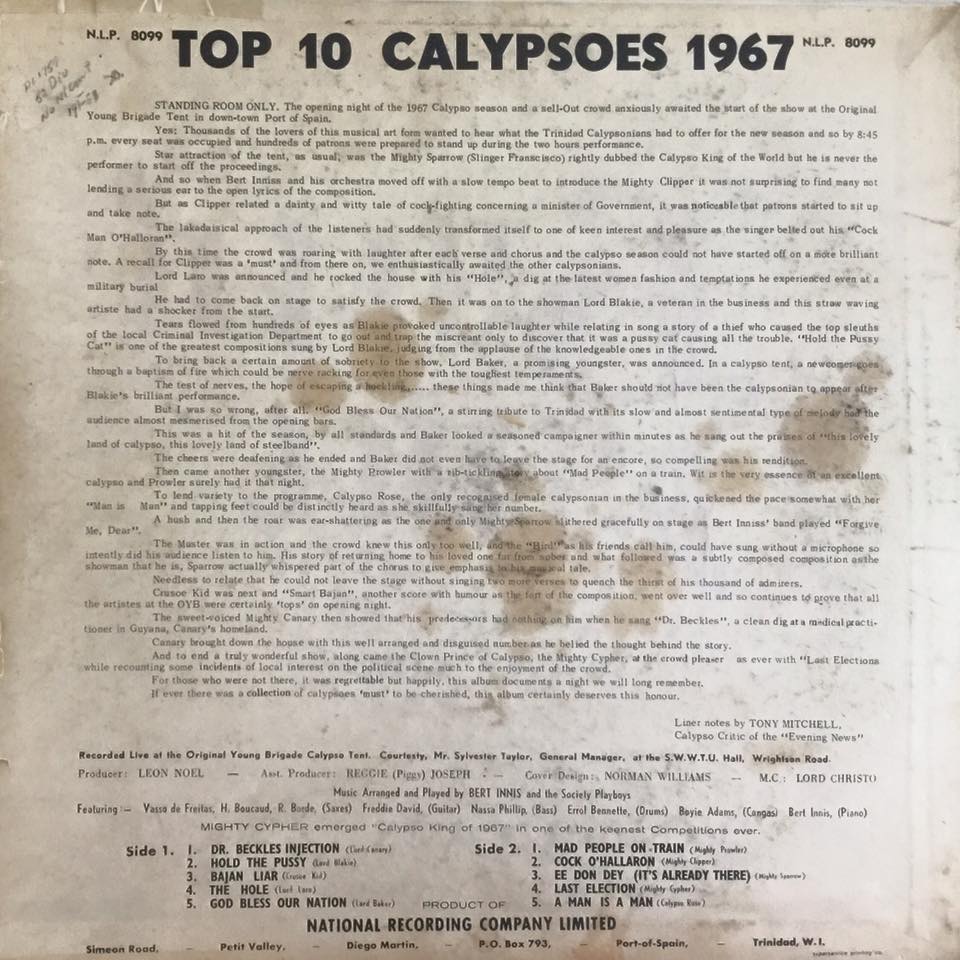 N.L.P. 8099 TOP 10 CALYPSOES 1967 N.L.P. 8099
STANDING ROOM ONLY. The opening night of the 1967 Calypso season and a sell-Out crowd anxiously awaited the start of the show at the Original
Young Brigade Tent in down-town Port of Spain.
Yes: Thousands of the lovers of this musical art form wanted to hear what the Trinidad Calypsonians had to offer for the new season and so by 8:45
p.m. every seat was occupied and hundreds of patrons were prepared to stand up during the two hours performance.
Star attraction of the tent, as usual, was the Mighty Sparrow (Slinger Franscisco) rightly dubbed the Calypso King of the World but he is never the
performer to start off the proceedings.
And so when Bert Inniss and his orchestra moved off with a slow tempo beat to introduce the Mighty Clipper it was not surprising to find many not
lending a serious ear to the open lyrics of the composition.
But as Clipper related a dainty and witty tale of cock-fighting concerning a minister of Government, it was noticeable that patrons started to sit up
and take note.
The lakadaisical approach of the listeners had suddenly transformed itself to one of keen interest and pleasure as the singer belted out his "Cock
Man O'Halloran".
By this time the crowd was roaring with laughter after each verse and chorus and the calypso season could not have started off on a more brilliant
note. A recall for Clipper was a 'must' and from there on, we enthusiastically awaited the other calypsonians.
Lord Laro was announced and he rocked the house with his "Hole", a dig at the latest women fashion and temptations he experienced even at a
military burial
He had to come back on stage to satisfy the crowd. Then it was on to the showman Lord Blakie, a veteran in the business and this straw waving
artiste had a shocker from the start.
Tears flowed from hundreds of eyes as Blakie provoked uncontrollable laughter while relating in song a story of a thief who caused the top sleuths
of the local Criminal Investigation Department to go out and trap the miscreant only to discover that it was a pussy cat causing all the trouble. "Hold the Pussy
Cat" is one of the greatest compositions sung by Lord Blakie, judging from the applause of the knowledgeable ones in the crowd.
To bring back a certain amount of sobriety to the show, Lord Baker, a promising youngster, was announced. In a calypso tent, a newcomer goes
through a baptism of fire which could be nerve racking for even those with the toughest temperaments.
The test of nerves, the hope of escaping a heckling,..... these things made me think that Baker should not have been the calypsonian to appear after
Blakie's brilliant performance.
But I was so wrong, after all. "God Bless Our Nation", a stirring tribute to Trinidad with its slow and almost sentimental type of melody had the
audience almost mesmerised from the opening bars.
This was a hit of the season, by all standards and Baker looked a seasoned campaigner within minutes as he sang out the praises of "this lovely
land of calypso, this lovely land of steelband".
The cheers were deafening as he ended and Baker did not even have to leave the stage for an encore, so compelling was his rendition.
Then came another youngster, the Mighty Prowler with a rib-tickling story about "Mad People" on a train. Wit is the very essence of an excellent
calypso and Prowler surely had it that night.
To lend variety to the programme, Calypso Rose, the only recognised female calypsonian in the business, quickened the pace somewhat with her
"Man is Man" and tapping feet could be distinctly heard as she skillfully sang her number.
A hush and then the roar was ear-shattering as the one and only Mighty Sparrow slithered gracefully on stage as Bert Inniss' band played "Forgive
Me, Dear".
The Master was in action and the crowd knew this only too well, and the "Bird" as his friends call him, could have sung without a microphone so
intently did his audience listen to him. His story of returning home to his loved one far from sober and what followed was a subtly composed composition as the
showman that he is, Sparrow actually whispered part of the chorus to give emphasis to his musical tale.
Needless to relate that he could not leave the stage without singing two more verses to quench the thirst of his thousand of admirers.
Crusoe Kid was next and "Smart Bajan", another score with humour as the fort of the composition, went over well and so continues to prove that all
the artistes at the OYB were certainly 'tops' on opening night.
The sweet-voiced Mighty Canary then showed that his predecessors had nothing on him when he sang "Dr. Beckles", a clean dig at a medical practi-
tioner in Guyana, Canary's homeland.
Canary brought down the house with this well arranged and disguised number as he belied the thought behind the story.
And to end a truly wonderful show, along came the Clown Prince of Calypso, the Mighty Cypher, at the crowd pleaser as ever with "Last Elections
while recounting some incidents of local interest on the political scene much to the enjoyment of the crowd.
For those who were not there, it was regrettable but happily, this album documents a night we will long remember.
If ever there was a collection of calypsoes 'must' to be cherished, this album certainly deserves this honour.
Liner notes by TONY MITCHELL,
Calypso Critic of the "Evening News"
Recorded Live at the Original Young Brigade Calypso Tent. Courtesty, Mr. Sylvester Taylor, General Manager, at the S.W.W.T.U. Hall, Wrightson Road.
Producer: LEON NOEL — Asst. Producer: REGGIE (Piggy) JOSEPH — Cover Design: NORMAN WILLIAMS — M.C: LORD CHRISTO
Music Arranged and Played by BERT INNIS and the Society Playboys
Featuring — Vasso de Freitas, H. Boucaud, R. Borde, (Saxes) Freddie David, (Guitar) Nassa Phillip, (Bass) Errol Bennette, (Drums) Boyie Adams, (Congas) Bert Innis, (Piano)
MIGHTY CYPHER emerged "Calypso King of 1967" in one of the keenest Competitions ever.
Side 1. 1. DR. BECKLES INJECTION (Lord Canary)
2. HOLD THE PUSSY (Lord Blakie)
3. BAJAN LIAR (Crusoe Kid)
4. THE HOLE (Lord Laro)
5. GOD BLESS OUR NATION (Lord Baker)
Side 2. 1. MAD PEOPLE ON TRAIN (Mighty Prowler)
2. COCK O'HALLARON (Mighty Clipper)
3. EE DON DEY (IT'S ALREADY THERE) (Mighty Sparrow)
4. LAST ELECTION (Mighty Cypher)
5. A MAN IS A MAN (Calypso Rose)
PRODUCT OF
NATIONAL RECORDING COMPANY LIMITED
Simeon Road, — Petit Valley, — Diego Martin, — P.O. Box 793, — Port-of-Spain, — Trinidad, W.I.
superservice printing co.